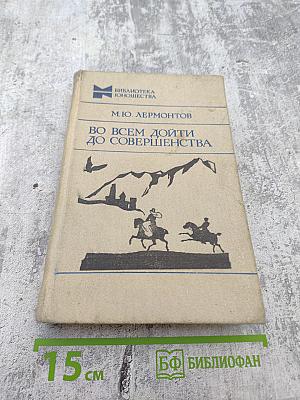 БИБЛИОТЕКА
ЮНОШЕСТВА
М.Ю. ЛЕРМОНТОВ
ВО ВСЕМ ДОЙТИ
ДО СОВЕРШЕНСТВА
15 СМ
БФ БИБЛИОФАН